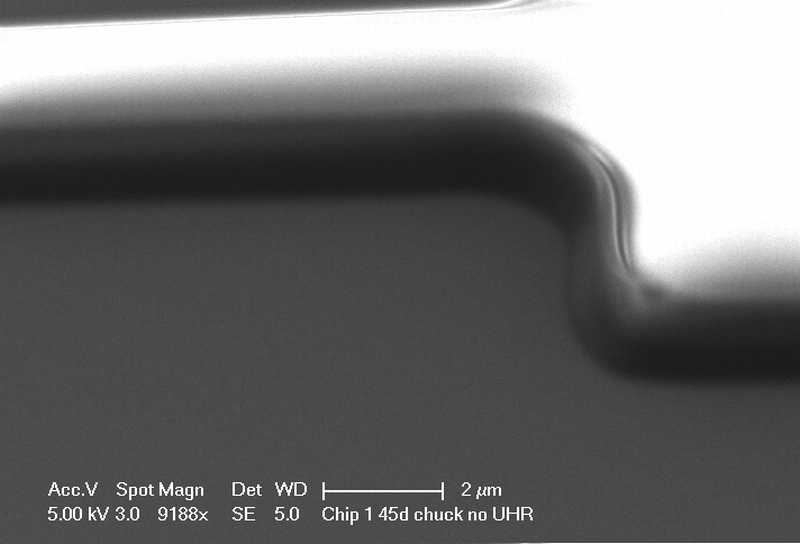 Acc.V Spot Magn Det WD 2 µm
5.00 kV 3.0 9188x SE 5.0 Chip 1 45d chuck no UHR